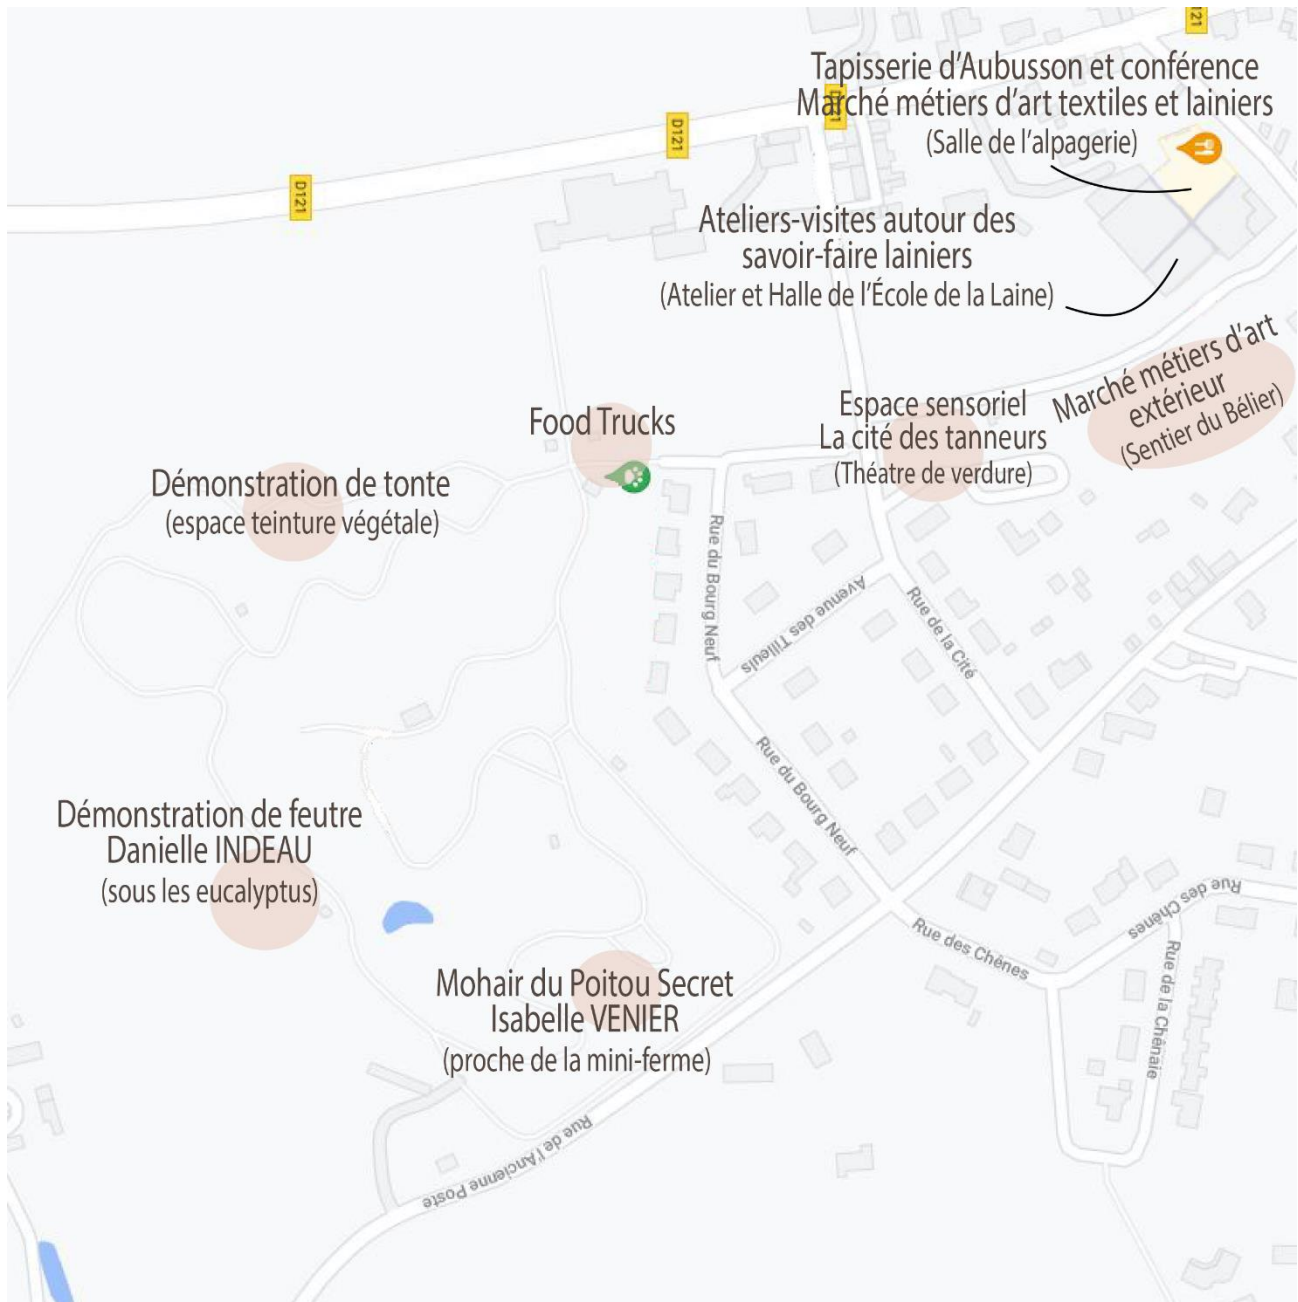 D121
Tapisserie d'Aubusson et conférence
Marché métiers d'art textiles et lainiers
(Salle de l'alpagerie)
D121
D121
D121
Ateliers-visites autour des
savoir-faire lainiers
(Atelier et Halle de l'École de la Laine)
Marché métiers d'art
extérieur
(Sentier du Bélier)
Espace sensoriel
La cité des tanneurs
(Théatre de verdure)
Food Trucks
Démonstration de tonte
(espace teinture végétale)
Rue du Bourg Neuf
Avenue des Tilleuls
Rue de la Cité
Rue du Bourg Neuf
Démonstration de feutre
Danielle INDEAU
(sous les eucalyptus)
Rue des Chênes
Rue des Chênes
Rue de la Chênaie
Mohair du Poitou Secret
Isabelle VENIER
(proche de la mini-ferme)
Rue de l'Ancienne Poste